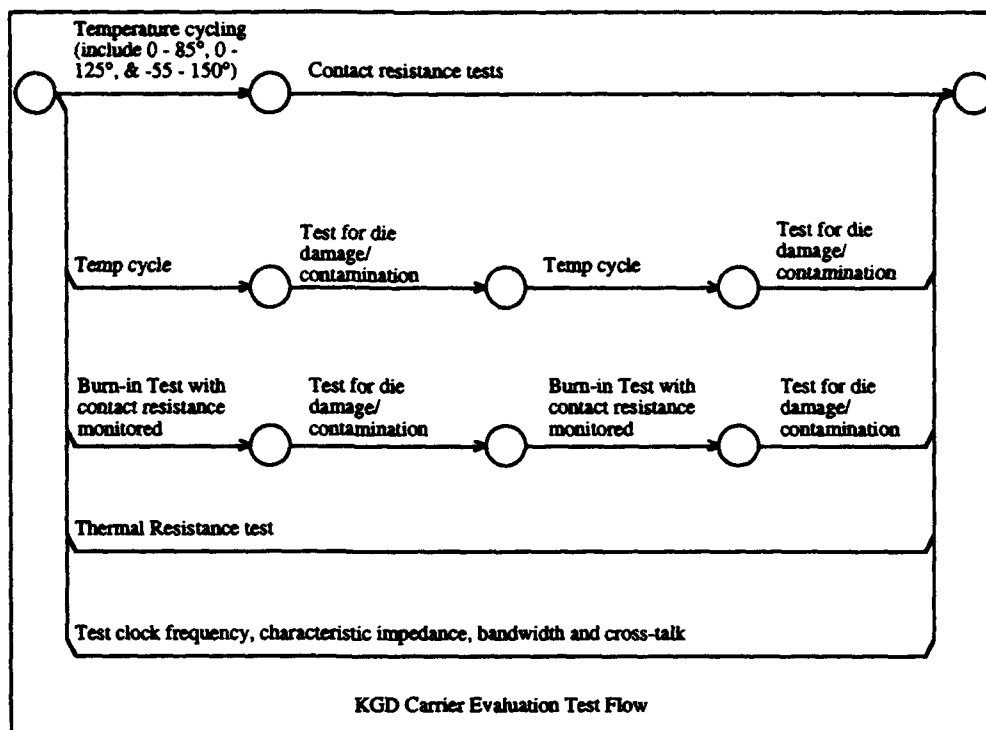 Temperature cycling
(include 0 - 85°, 0 -
125°, & -55 - 150°)
Contact resistance tests
Temp cycle
Test for die
damage/
contamination
Temp cycle
Test for die
damage/
contamination
Burn-in Test with
contact resistance
monitored
Test for die
damage/
contamination
Burn-in Test with
contact resistance
monitored
Test for die
damage/
contamination
Thermal Resistance test
Test clock frequency, characteristic impedance, bandwidth and cross-talk
KGD Carrier Evaluation Test Flow